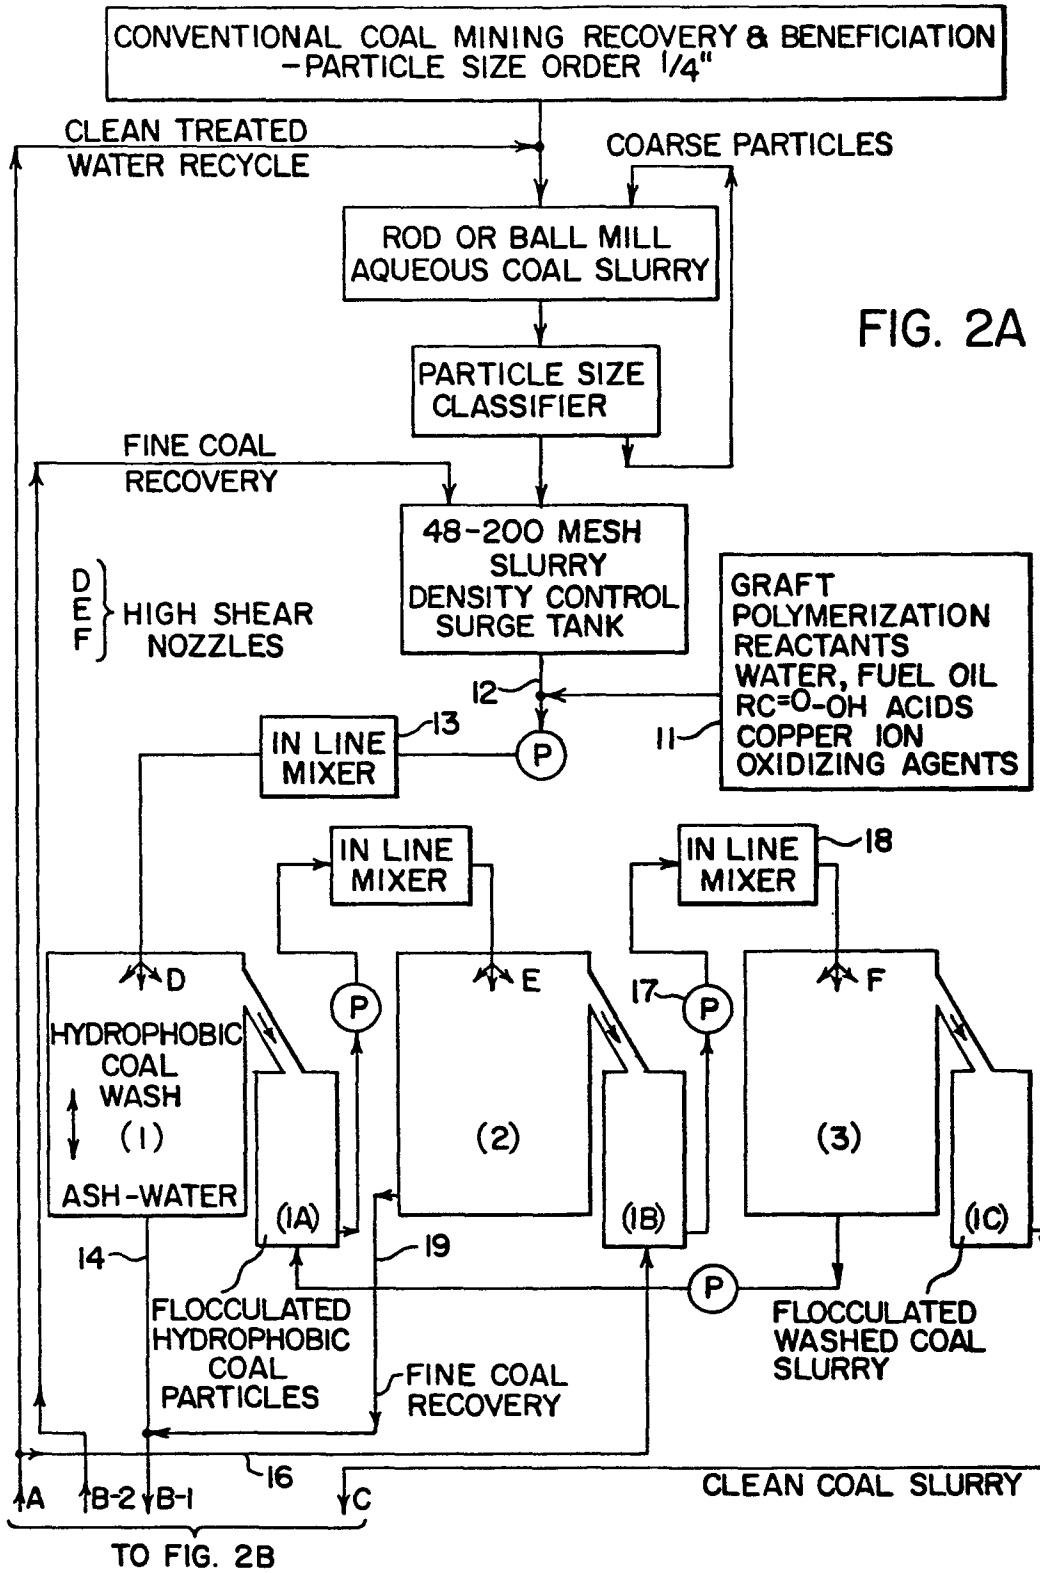 CONVENTIONAL COAL MINING RECOVERY & BENEFICIATION
-PARTICLE SIZE ORDER 1/4"
CLEAN TREATED
WATER RECYCLE
COARSE PARTICLES
ROD OR BALL MILL
AQUEOUS COAL SLURRY
FIG. 2A
PARTICLE SIZE
CLASSIFIER
FINE COAL
RECOVERY
48-200 MESH
SLURRY
DENSITY CONTROL
SURGE TANK
D
E
F
HIGH SHEAR
NOZZLES
GRAFT
POLYMERIZATION
REACTANTS
WATER, FUEL OIL
RC=O-OH ACIDS
COPPER ION
OXIDIZING AGENTS
11
12
P
13
IN LINE
MIXER
IN LINE
MIXER
IN LINE
MIXER
18
D
HYDROPHOBIC
COAL
WASH
(1)
ASH-WATER
P
E
(2)
17
P
F
(3)
(1A)
(1B)
(1C)
14
19
P
FLOCCULATED
HYDROPHOBIC
COAL
PARTICLES
FLOCCULATED
WASHED COAL
SLURRY
FINE COAL
RECOVERY
16
A
B-2
B-1
C
CLEAN COAL SLURRY
TO FIG. 2B